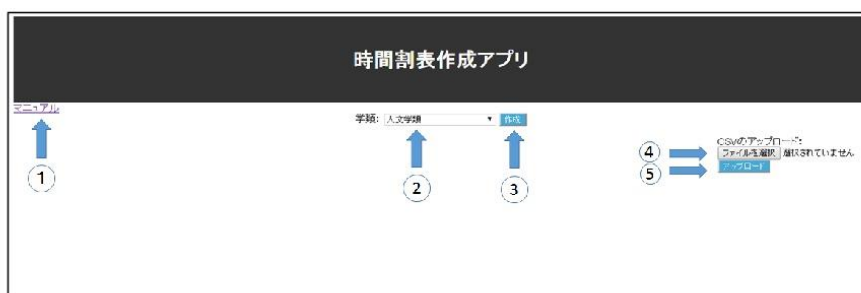 時間割表作成アプリ
マニュアル
学類: 人文学類 ▼ 作成
CSVのアップロード:
④ ファイルを選択 選択されていません
⑤ アップロード
① ② ③